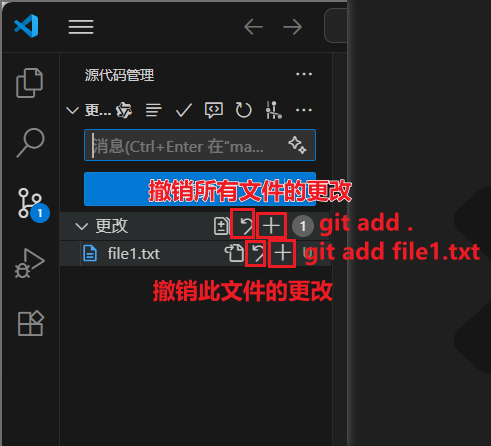 源代码管理
更...
消息(Ctrl+Enter 在“ma...
撤销所有文件的更改
更改 1 git add .
file1.txt U git add file1.txt
撤销此文件的更改
1